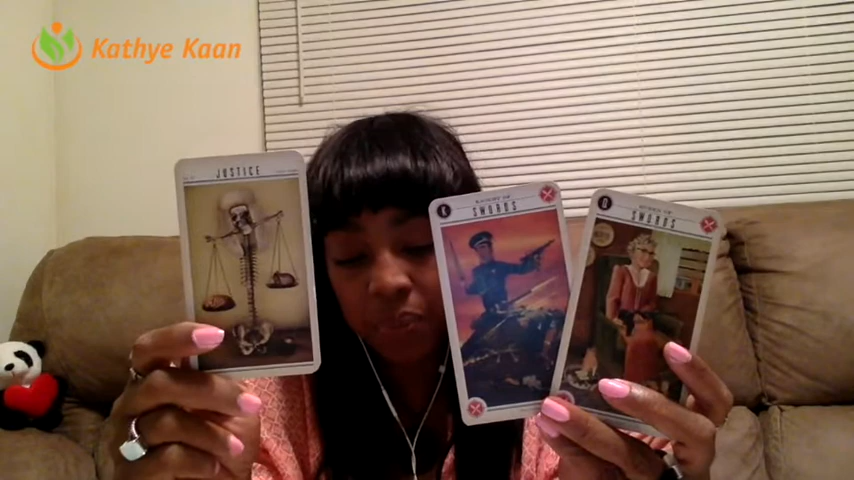 Kathye Kaan
JUSTICE
K
SWORDS
Q
SWORDS